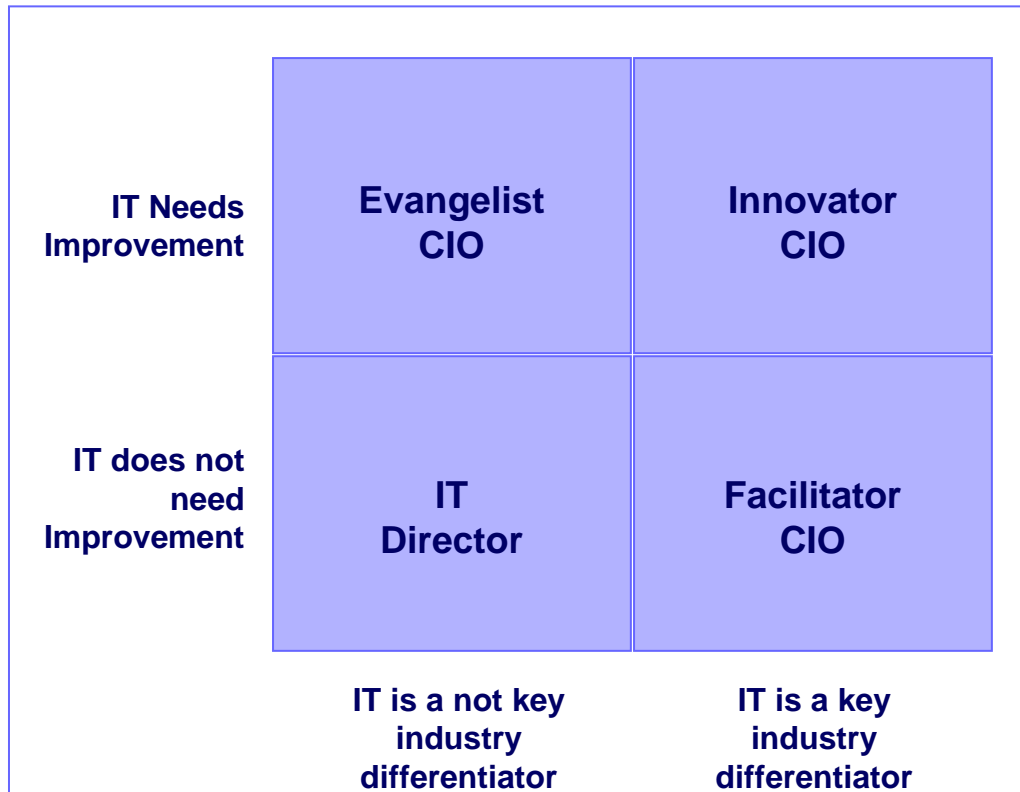 IT Needs
Improvement
Evangelist
CIO
Innovator
CIO
IT does not
need
Improvement
IT
Director
Facilitator
CIO
IT is a not key
industry
differentiator
IT is a key
industry
differentiator